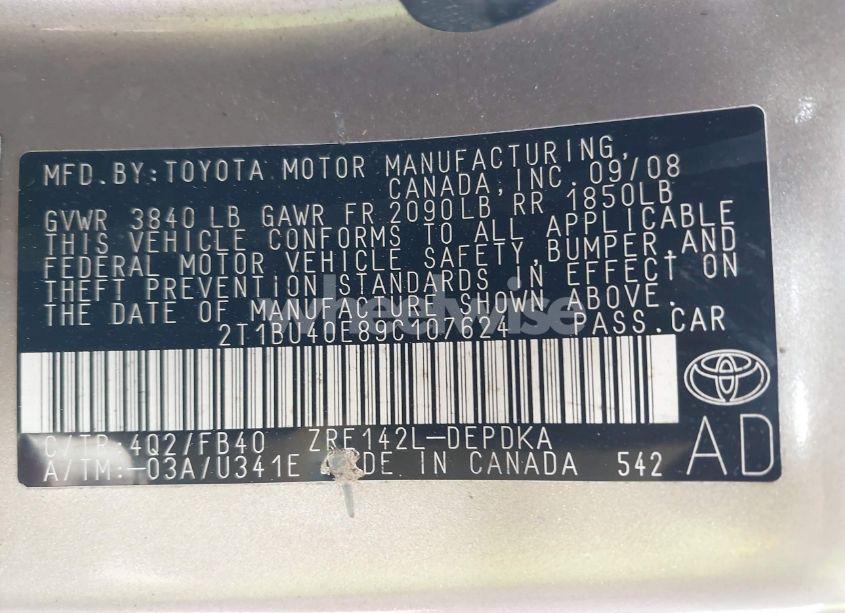 MFD.BY:TOYOTA MOTOR MANUFACTURING,
CANADA,INC. 09/08
GVWR 3840 LB GAWR FR 2090LB RR 1850LB
THIS VEHICLE CONFORMS TO ALL APPLICABLE
FEDERAL MOTOR VEHICLE SAFETY,BUMPER,AND
THEFT PREVENTION STANDARDS IN EFFECT ON
THE DATE OF MANUFACTURE SHOWN ABOVE.
2T1BU40E89C107624 PASS.CAR
wheelwise
C/TR:4Q2/FB40 ZRE142L-DEPDKA
A/TM:-03A/U341E MADE IN CANADA 542
AD